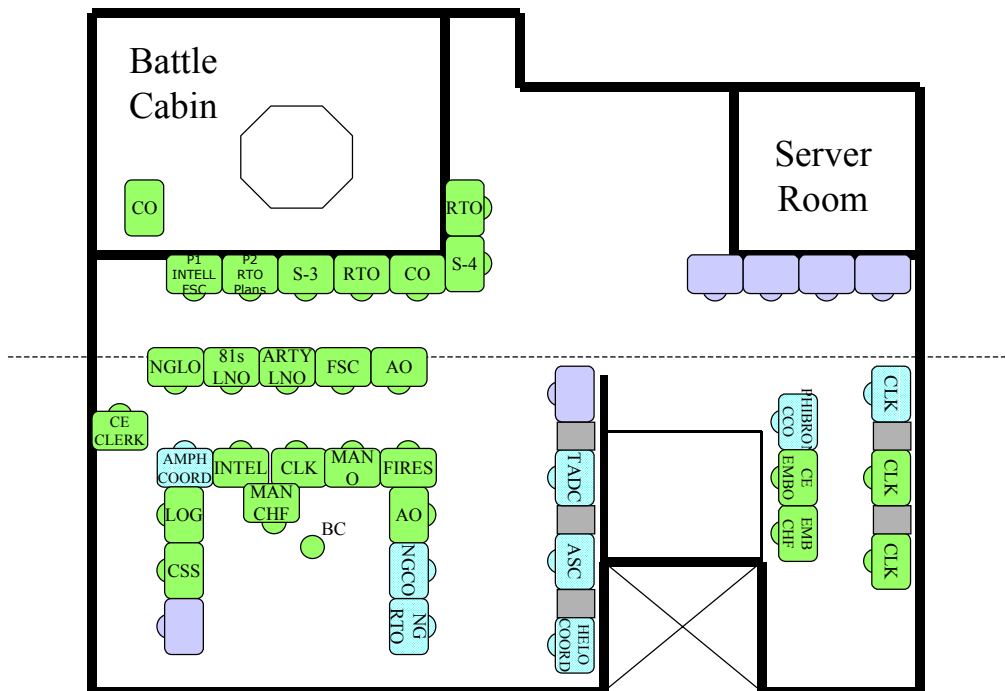 Battle
Cabin
Server
Room
CO
RTO
S-4
P1
INTELL
FSC
P2
RTO
Plans
S-3
RTO
CO
NGLO
81s
LNO
ARTY
LNO
FSC
AO
CE
CLERK
AMPH
COORD
INTEL
CLK
MAN
O
FIRES
MAN
CHF
LOG
AO
BC
CSS
NGCO
NG
RTO
TADC
ASC
HELO
COORD
PHIBRON
CCO
CE
EMBO
EMB
CHF
CLK
CLK
CLK